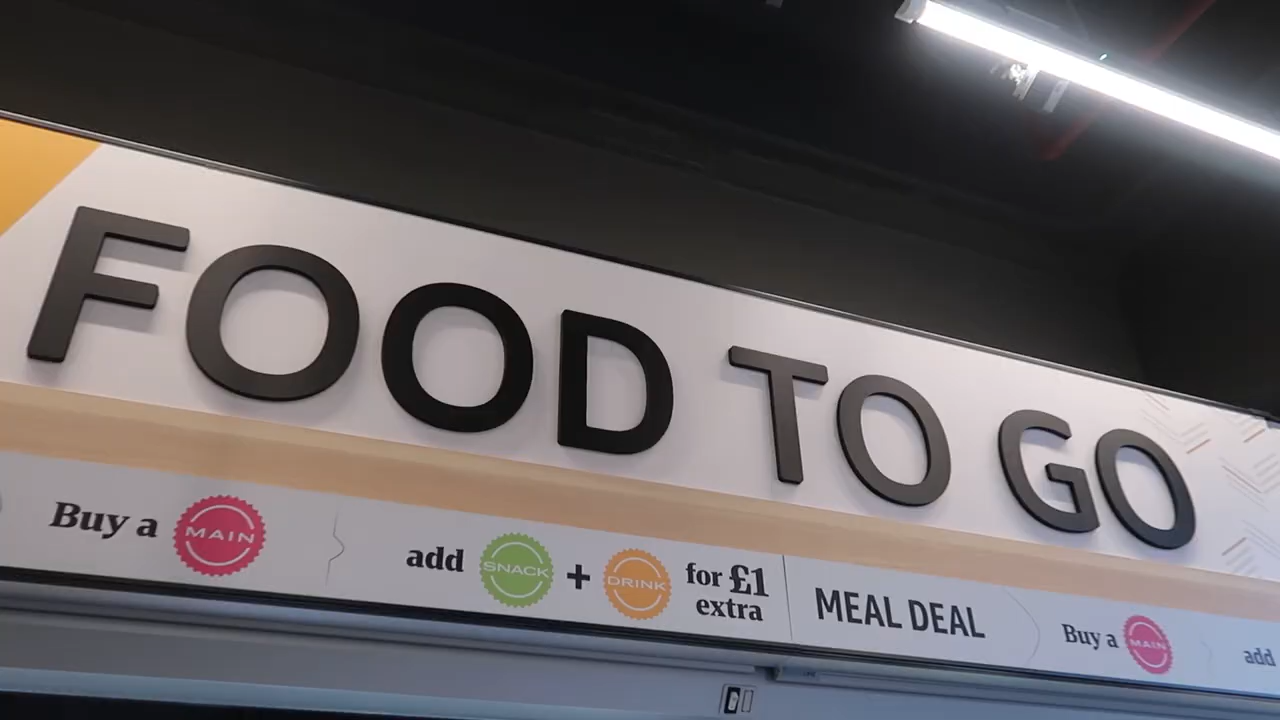 FOOD TO GO
Buy a MAIN
add SNACK + DRINK for £1 extra
MEAL DEAL
Buy a MAIN
add